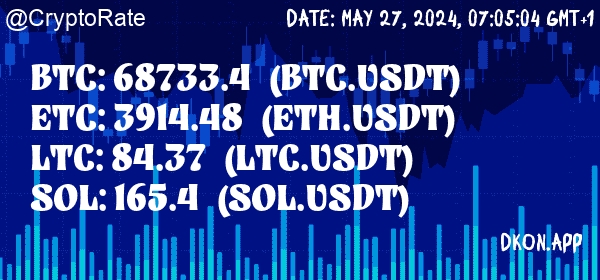 @CryptoRate
DATE: MAY 27, 2024, 07:05:04 GMT+1
BTC: 68733.4 (BTC.USDT)
ETC: 3914.48 (ETH.USDT)
LTC: 84.37 (LTC.USDT)
SOL: 165.4 (SOL.USDT)
DKON.APP